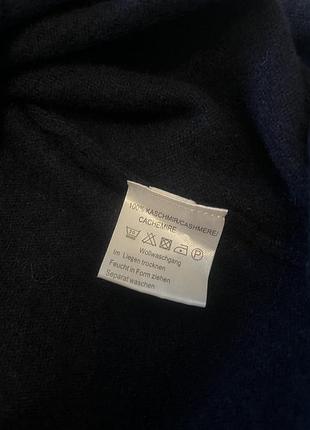 100% KASCHMIR/CASHMERE/
CACHEMIRE
P
Wollwaschgang
Im Liegen trocknen
Feucht in Form ziehen
Separat waschen